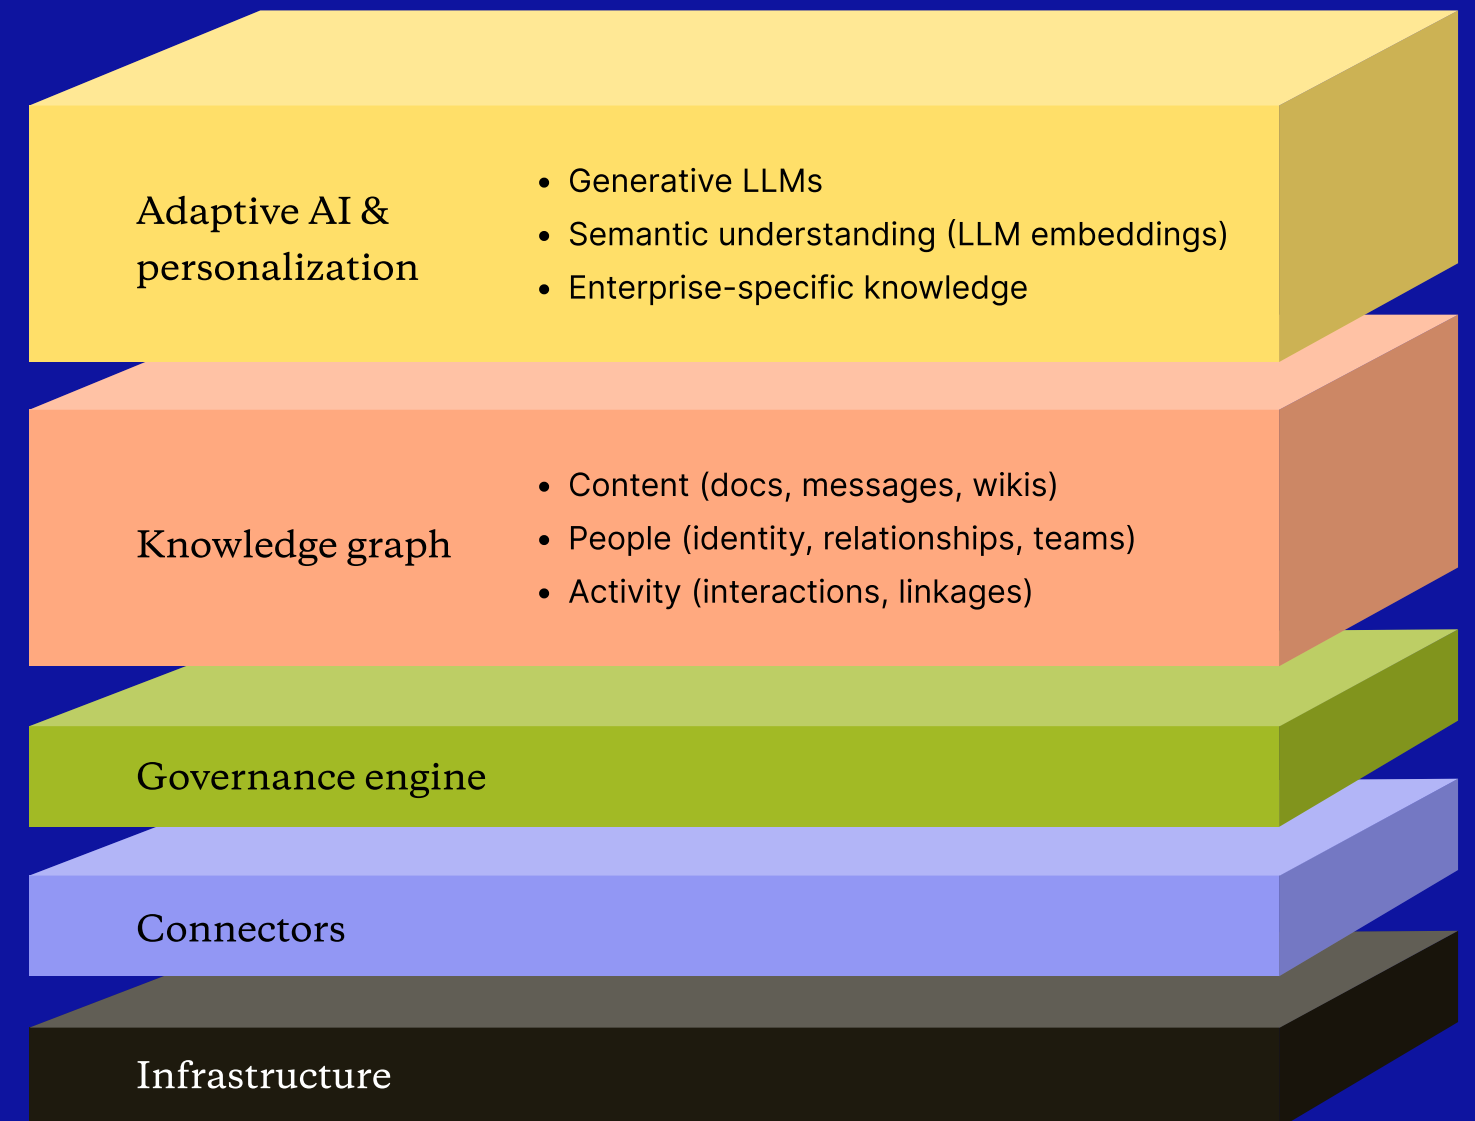 Adaptive AI &
personalization
• Generative LLMs
• Semantic understanding (LLM embeddings)
• Enterprise-specific knowledge
Knowledge graph
• Content (docs, messages, wikis)
• People (identity, relationships, teams)
• Activity (interactions, linkages)
Governance engine
Connectors
Infrastructure